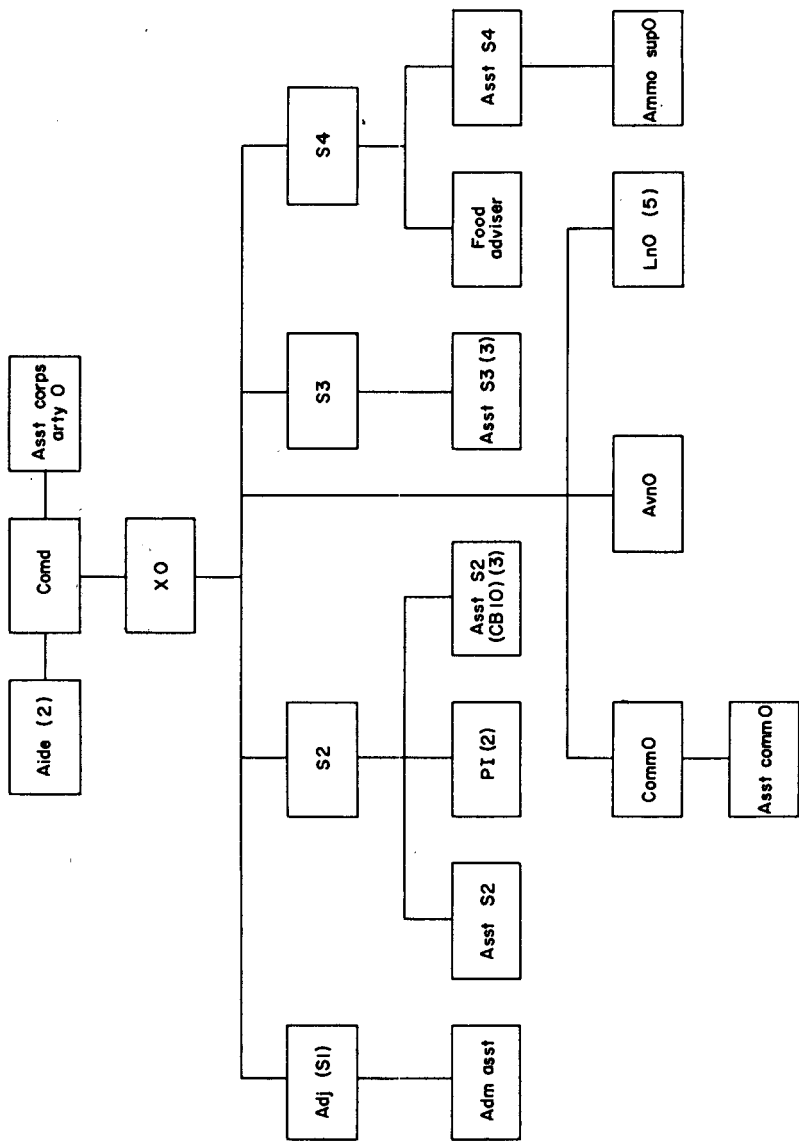 Aide (2)
Comd
Asst corps
arty O
XO
Adj (S1)
S2
S3
S4
Adm asst
Asst S2
PI (2)
Asst S2
(CBIO) (3)
Asst S3 (3)
Food
adviser
Asst S4
CommO
AvnO
LnO (5)
Ammo supO
Asst commO